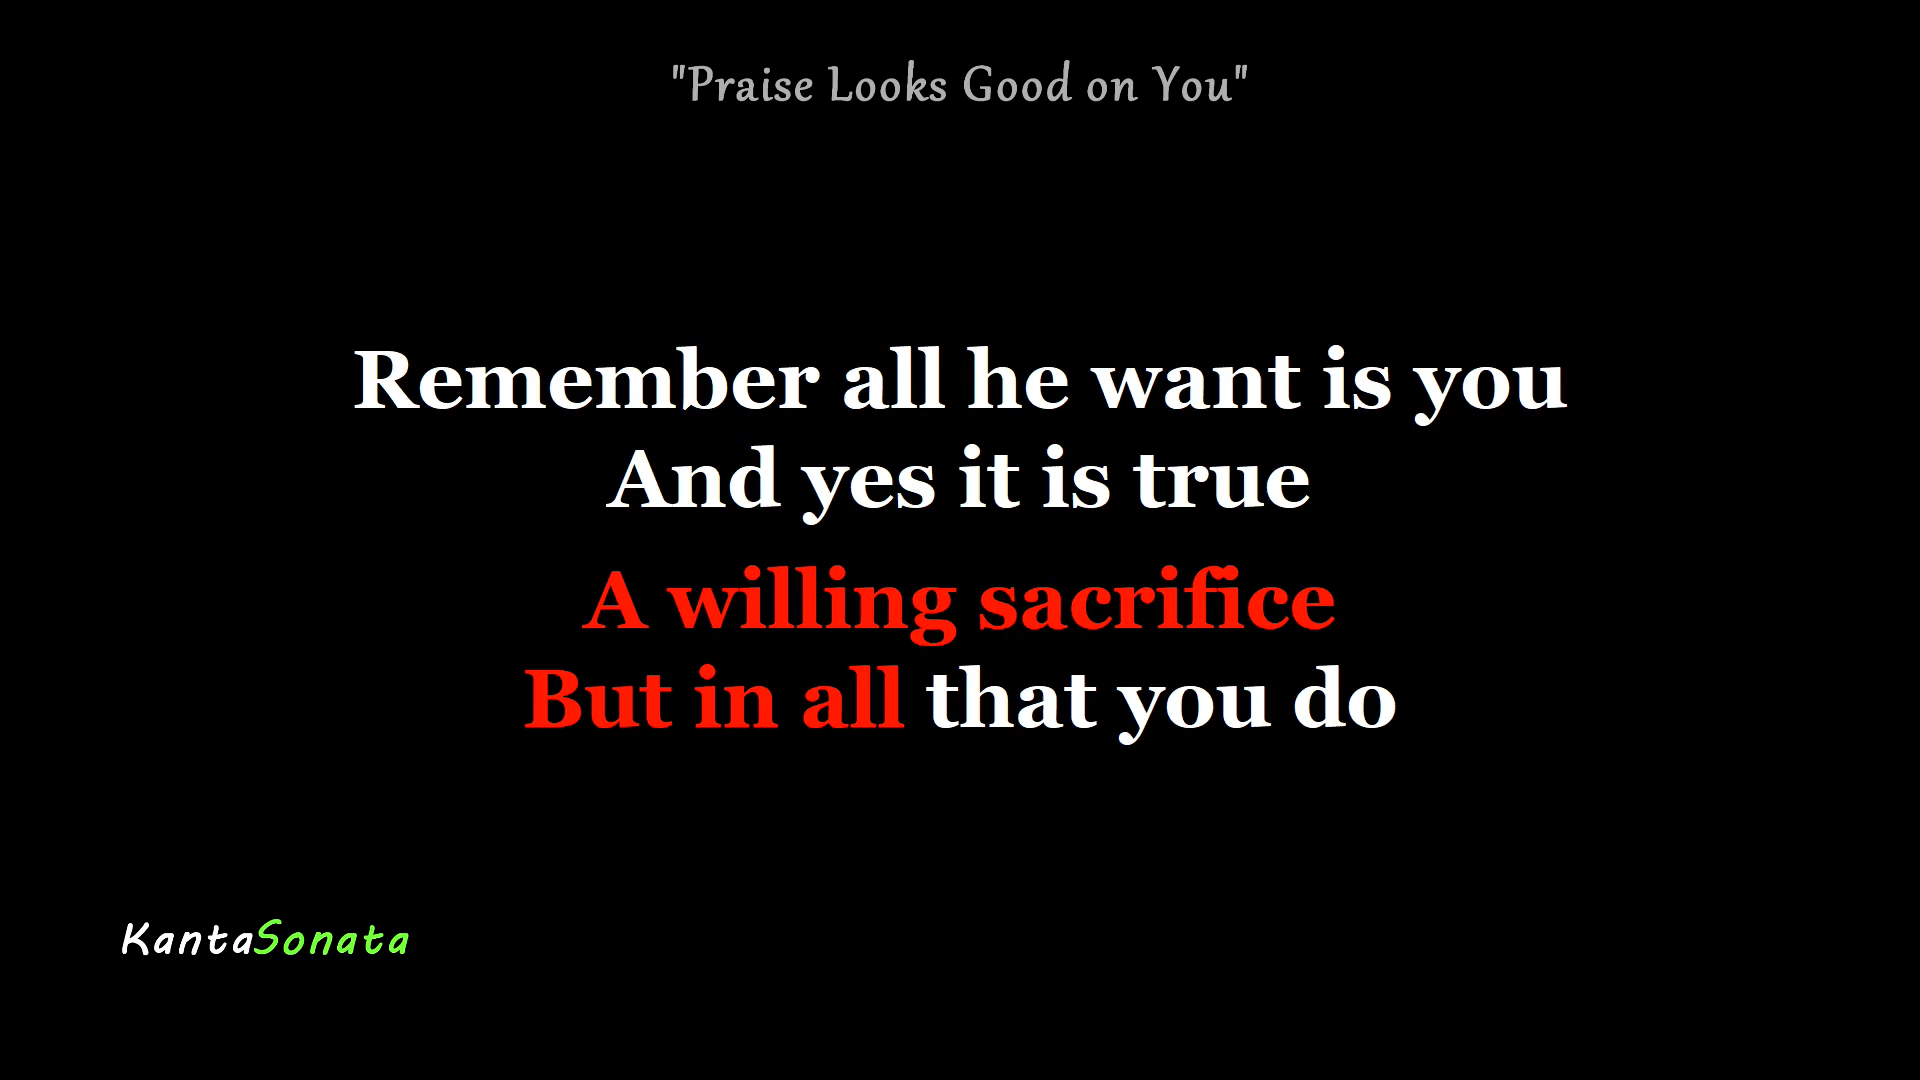 "Praise Looks Good on You"
Remember all he want is you
And yes it is true
A willing sacrifice
But in all that you do
KantaSonata